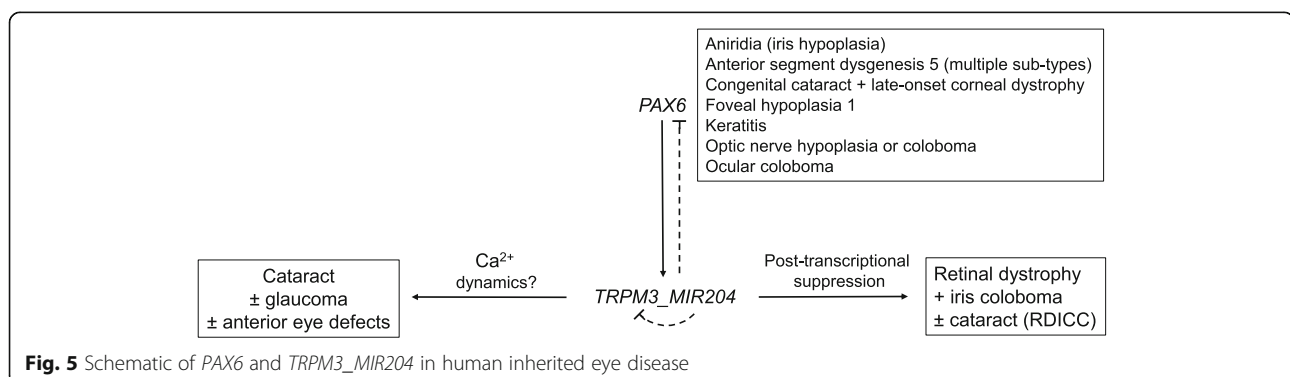 Aniridia (iris hypoplasia)
Anterior segment dysgenesis 5 (multiple sub-types)
Congenital cataract + late-onset corneal dystrophy
PAX6
Foveal hypoplasia 1
Keratitis
Optic nerve hypoplasia or coloboma
Ocular coloboma
Cataract
± glaucoma
± anterior eye defects
Ca2+
dynamics?
TRPM3_MIR204
Post-transcriptional
suppression
Retinal dystrophy
+ iris coloboma
± cataract (RDICC)
Fig. 5 Schematic of PAX6 and TRPM3_MIR204 in human inherited eye disease